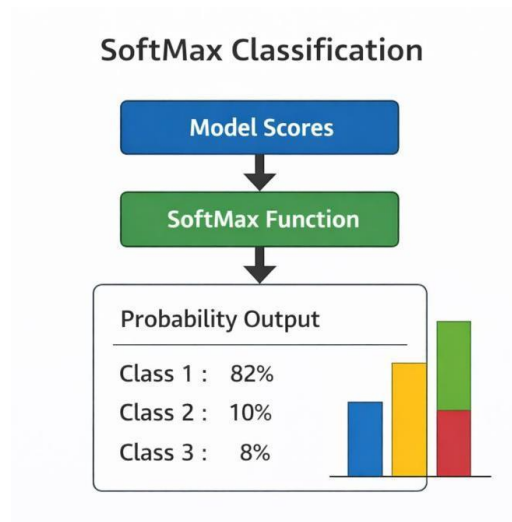 SoftMax Classification
Model Scores
SoftMax Function
Probability Output
Class 1 : 82%
Class 2 : 10%
Class 3 : 8%